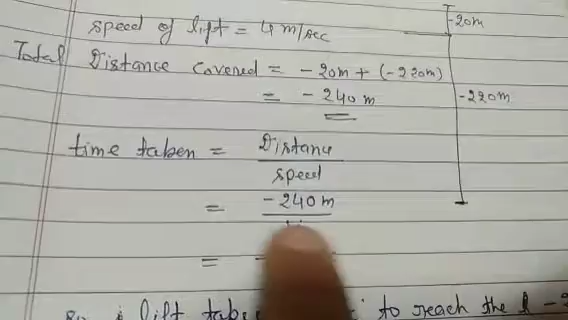 speed of lift = 4 m/sec
-20m
Total Distance covered = -20m + (-220m)
= -240 m
-220m
time taken = Distance
speed
= -240 m
=
lift to reach the